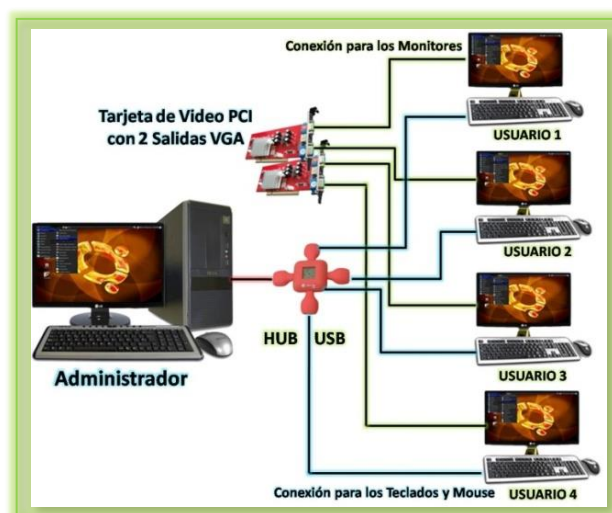 Conexión para los Monitores
Tarjeta de Video PCI
con 2 Salidas VGA
USUARIO 1
USUARIO 2
HUB USB
USUARIO 3
Administrador
Conexión para los Teclados y Mouse
USUARIO 4